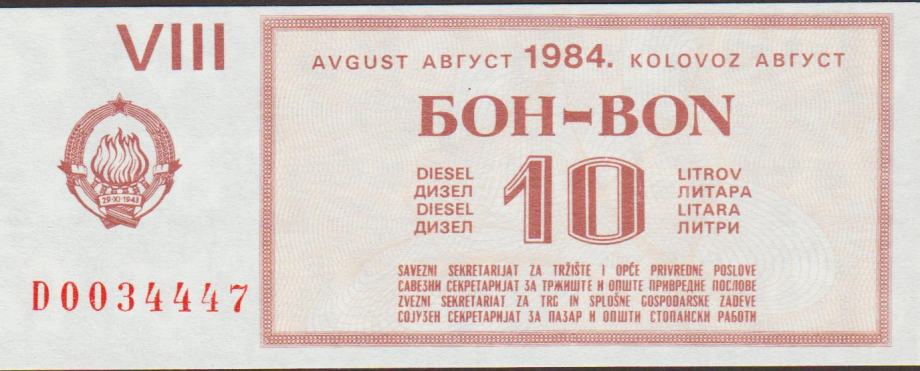 VIII
AVGUST АВГУСТ 1984. KOLOVOZ АВГУСТ
БОН-BON
DIESEL
ДИЗЕЛ
DIESEL
ДИЗЕЛ
10
LITROV
ЛИТАРА
LITARA
ЛИТРИ
29·XI·1943
D0034447
SAVEZNI SEKRETARIJAT ZA TRŽIŠTE I OPĆE PRIVREDNE POSLOVE
САВЕЗНИ СЕКРЕТАРИЈАТ ЗА ТРЖИШТЕ И ОПШТЕ ПРИВРЕДНЕ ПОСЛОВЕ
ZVEZNI SEKRETARIAT ZA TRG IN SPLOŠNE GOSPODARSKE ZADEVE
СОЈУЗЕН СЕКРЕТАРИЈАТ ЗА ПАЗАР И ОПШТИ СТОПАНСКИ РАБОТИ